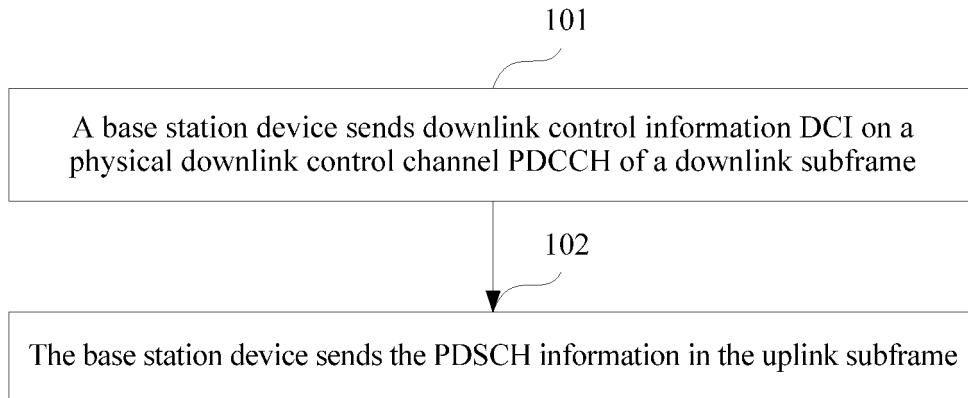 101
A base station device sends downlink control information DCI on a
physical downlink control channel PDCCH of a downlink subframe
102
The base station device sends the PDSCH information in the uplink subframe